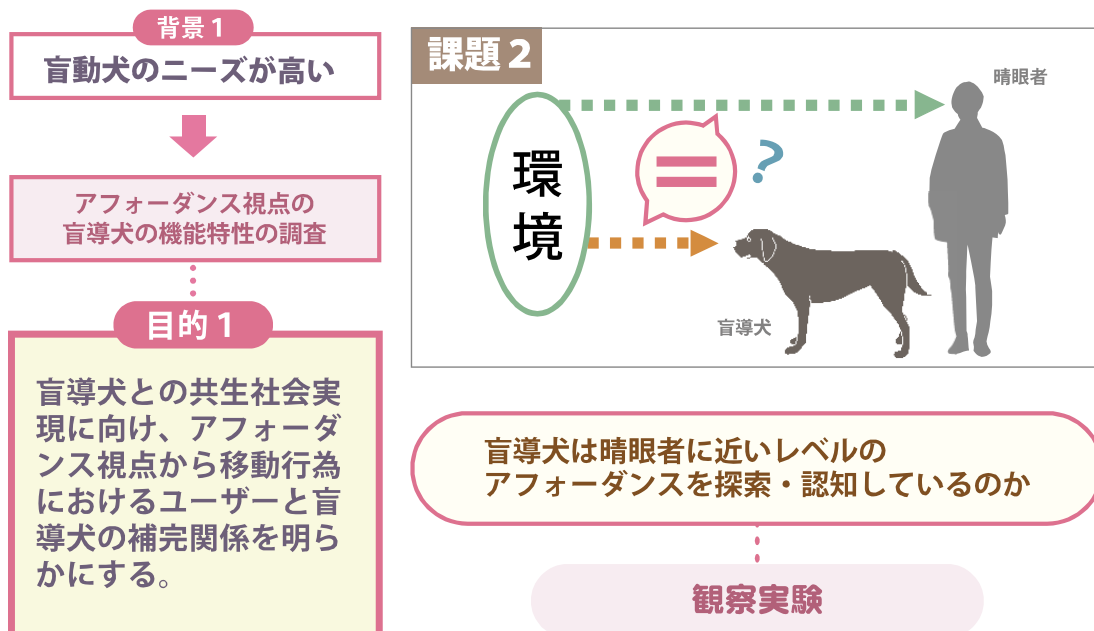 背景1
盲動犬のニーズが高い
アフォーダンス視点の
盲導犬の機能特性の調査
目的1
盲導犬との共生社会実
現に向け、アフォーダ
ンス視点から移動行為
におけるユーザーと盲
導犬の補完関係を明ら
かにする。
課題2
環境
=
?
晴眼者
盲導犬
盲導犬は晴眼者に近いレベルの
アフォーダンスを探索・認知しているのか
観察実験